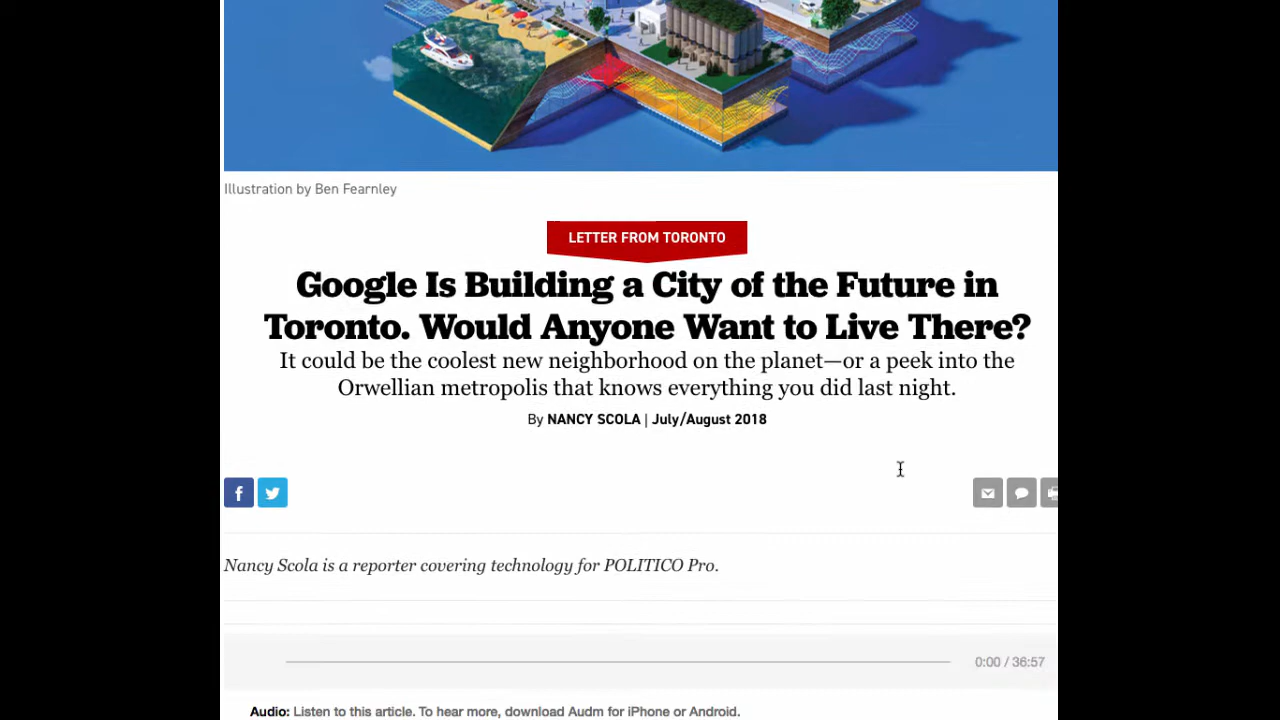 Illustration by Ben Fearnley
LETTER FROM TORONTO
Google Is Building a City of the Future in
Toronto. Would Anyone Want to Live There?
It could be the coolest new neighborhood on the planet—or a peek into the
Orwellian metropolis that knows everything you did last night.
By NANCY SCOLA | July/August 2018
Nancy Scola is a reporter covering technology for POLITICO Pro.
0:00 / 36:57
Audio: Listen to this article. To hear more, download Audm for iPhone or Android.